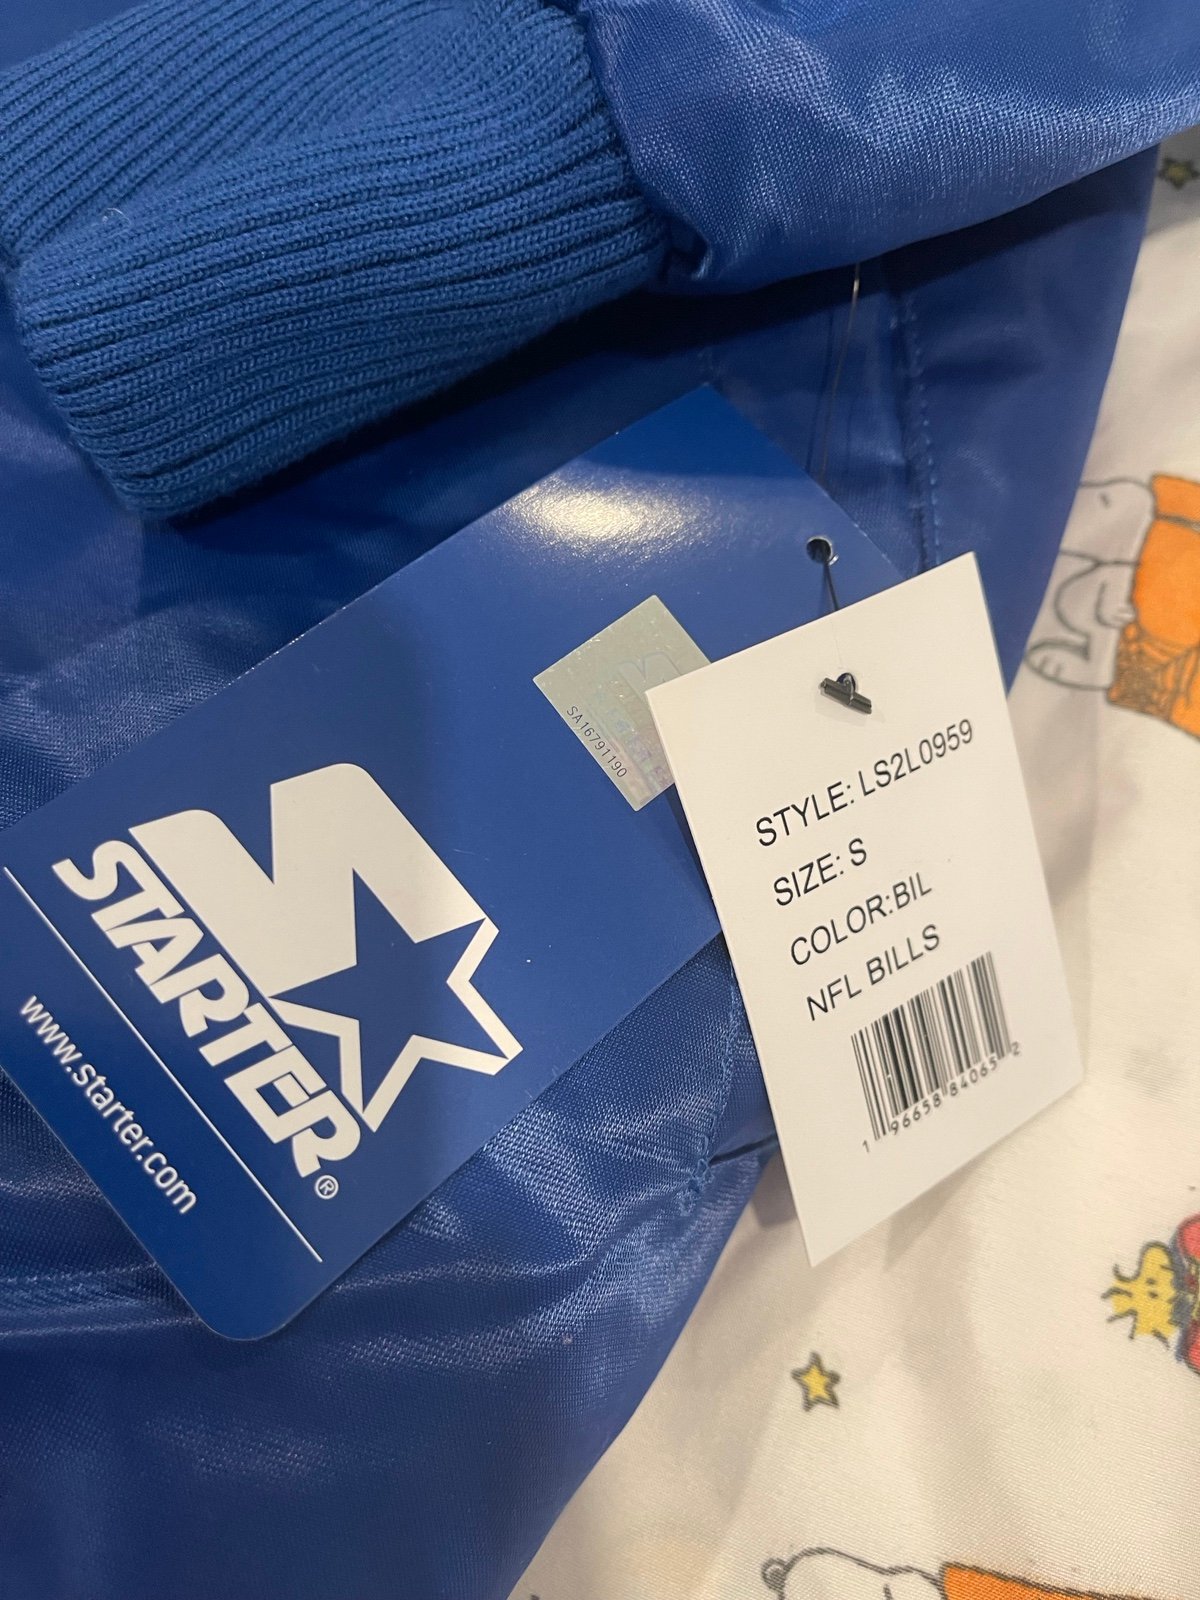 STARTER®
www.starter.com
SA16791190
STYLE: LS2L0959
SIZE: S
COLOR:BIL
NFL BILLS
1 96658 84065 2